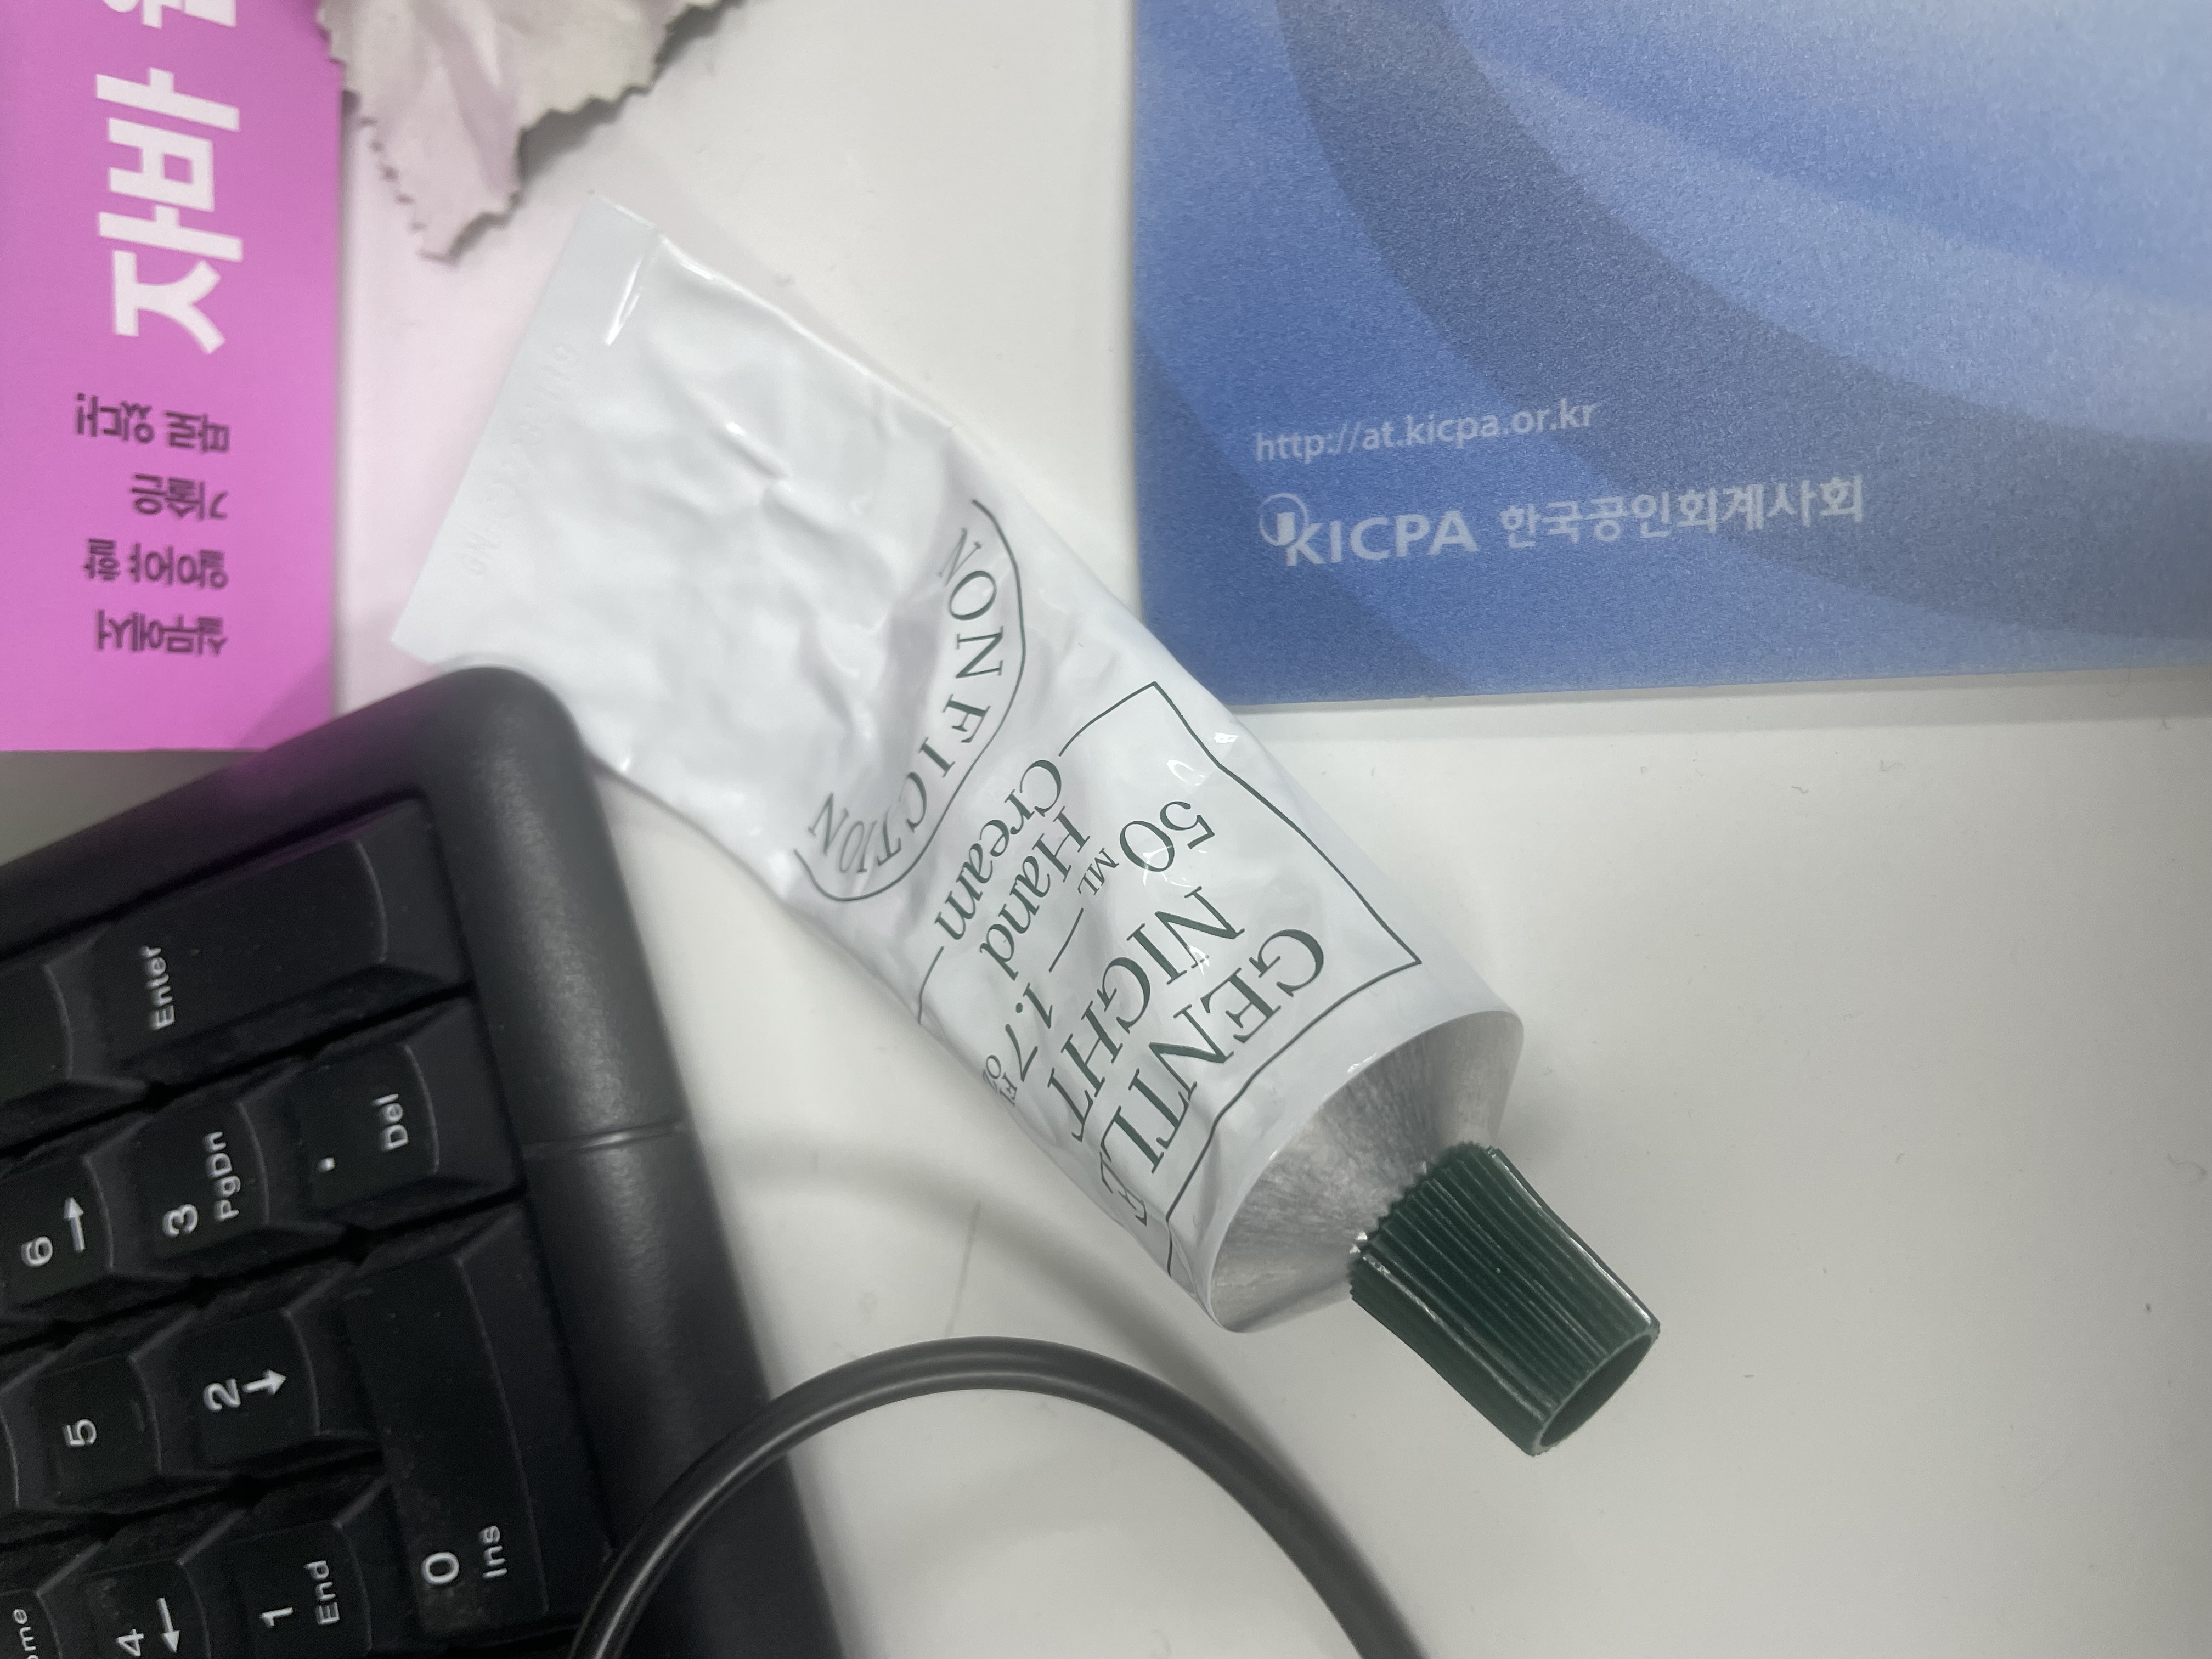 ome
5
6
4
Enter
3
PgDn
2
1
End
.
Del
0
Ins
실무에서
알아야 할
기술은
따로 있다!
자바
NONFICTION
GENTLE
NIGHT
50 ML — 1.7 Fl oz
Hand
Cream
http://at.kicpa.or.kr
KICPA 한국공인회계사회